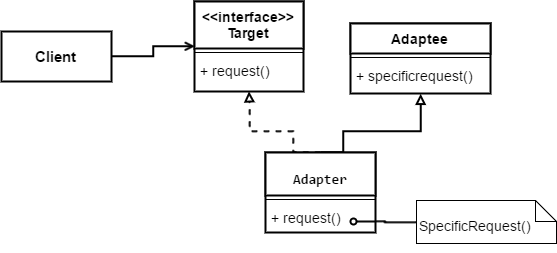 <<interface>>
Target
+ request()
Client
Adaptee
+ specificrequest()
Adapter
+ request()
SpecificRequest()